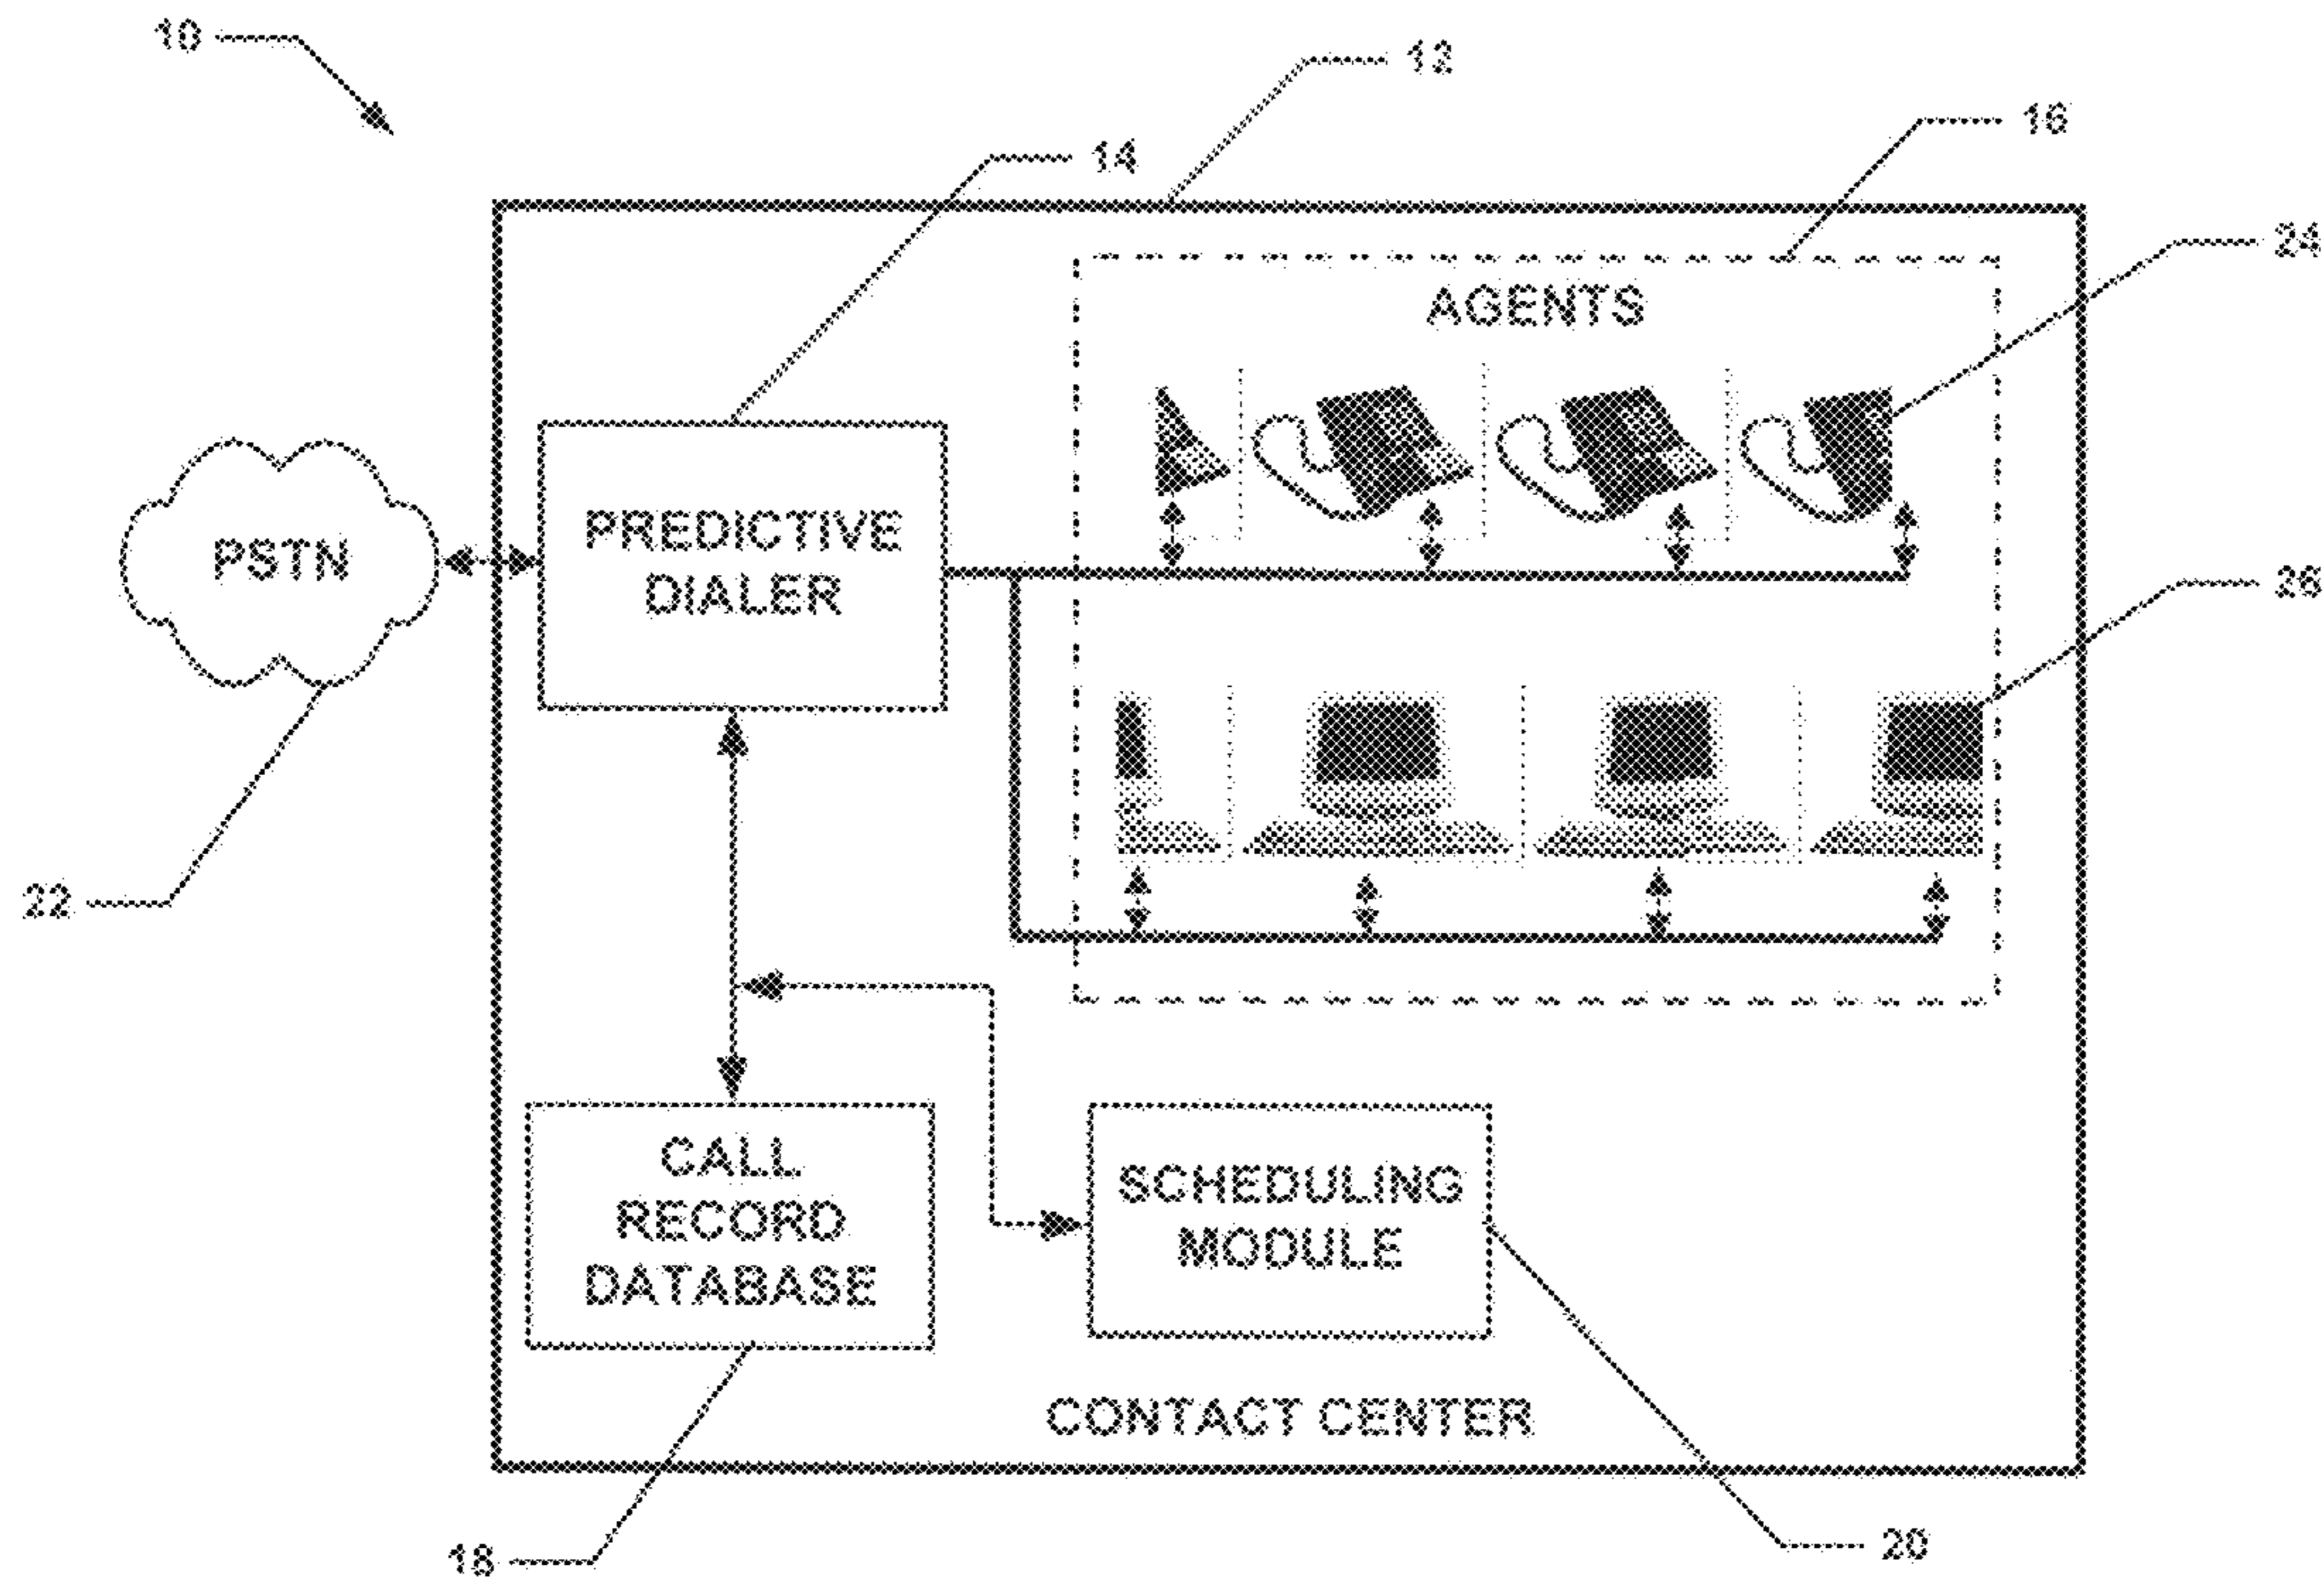 10
12
16
14
24
AGENTS
PREDICTIVE
DIALER
PSTN
26
22
CALL
RECORD
DATABASE
SCHEDULING
MODULE
CONTACT CENTER
18
20